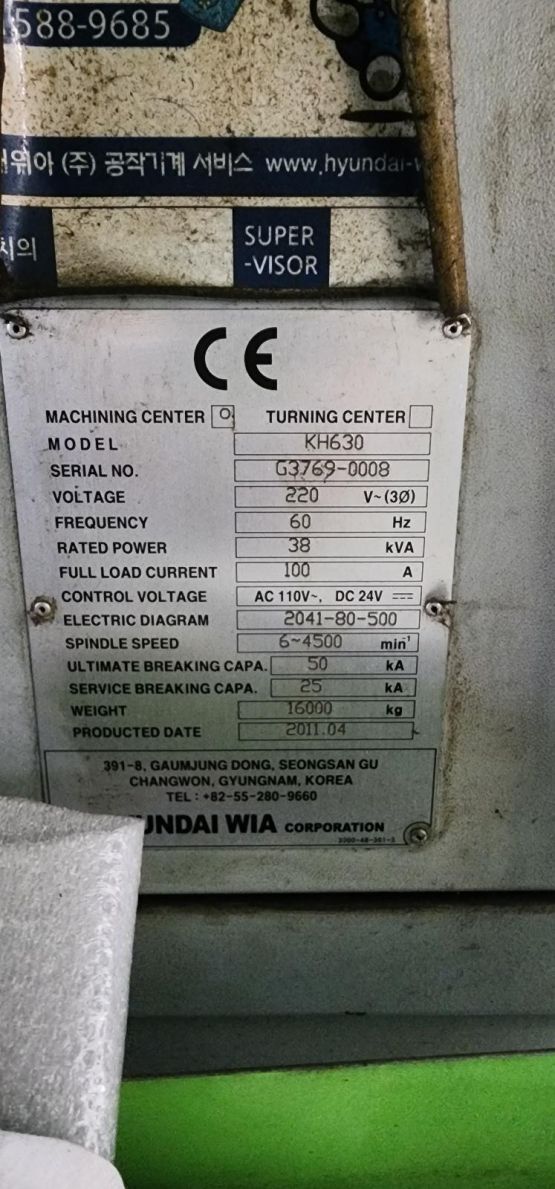 588-9685
위아 (주) 공작기계 서비스 www.hyundai-
치의
SUPER
-VISOR
CE
MACHINING CENTER O TURNING CENTER
MODEL KH630
SERIAL NO. G3769-0008
VOLTAGE 220 V~(3Ø)
FREQUENCY 60 Hz
RATED POWER 38 kVA
FULL LOAD CURRENT 100 A
CONTROL VOLTAGE AC 110V~, DC 24V
ELECTRIC DIAGRAM 2041-80-500
SPINDLE SPEED 6~4500 min⁻¹
ULTIMATE BREAKING CAPA. 50 kA
SERVICE BREAKING CAPA. 25 kA
WEIGHT 16000 kg
PRODUCTED DATE 2011.04
391-8, GAUMJUNG DONG, SEONGSAN GU
CHANGWON, GYUNGNAM, KOREA
TEL : +82-55-280-9660
UNDAI WIA CORPORATION